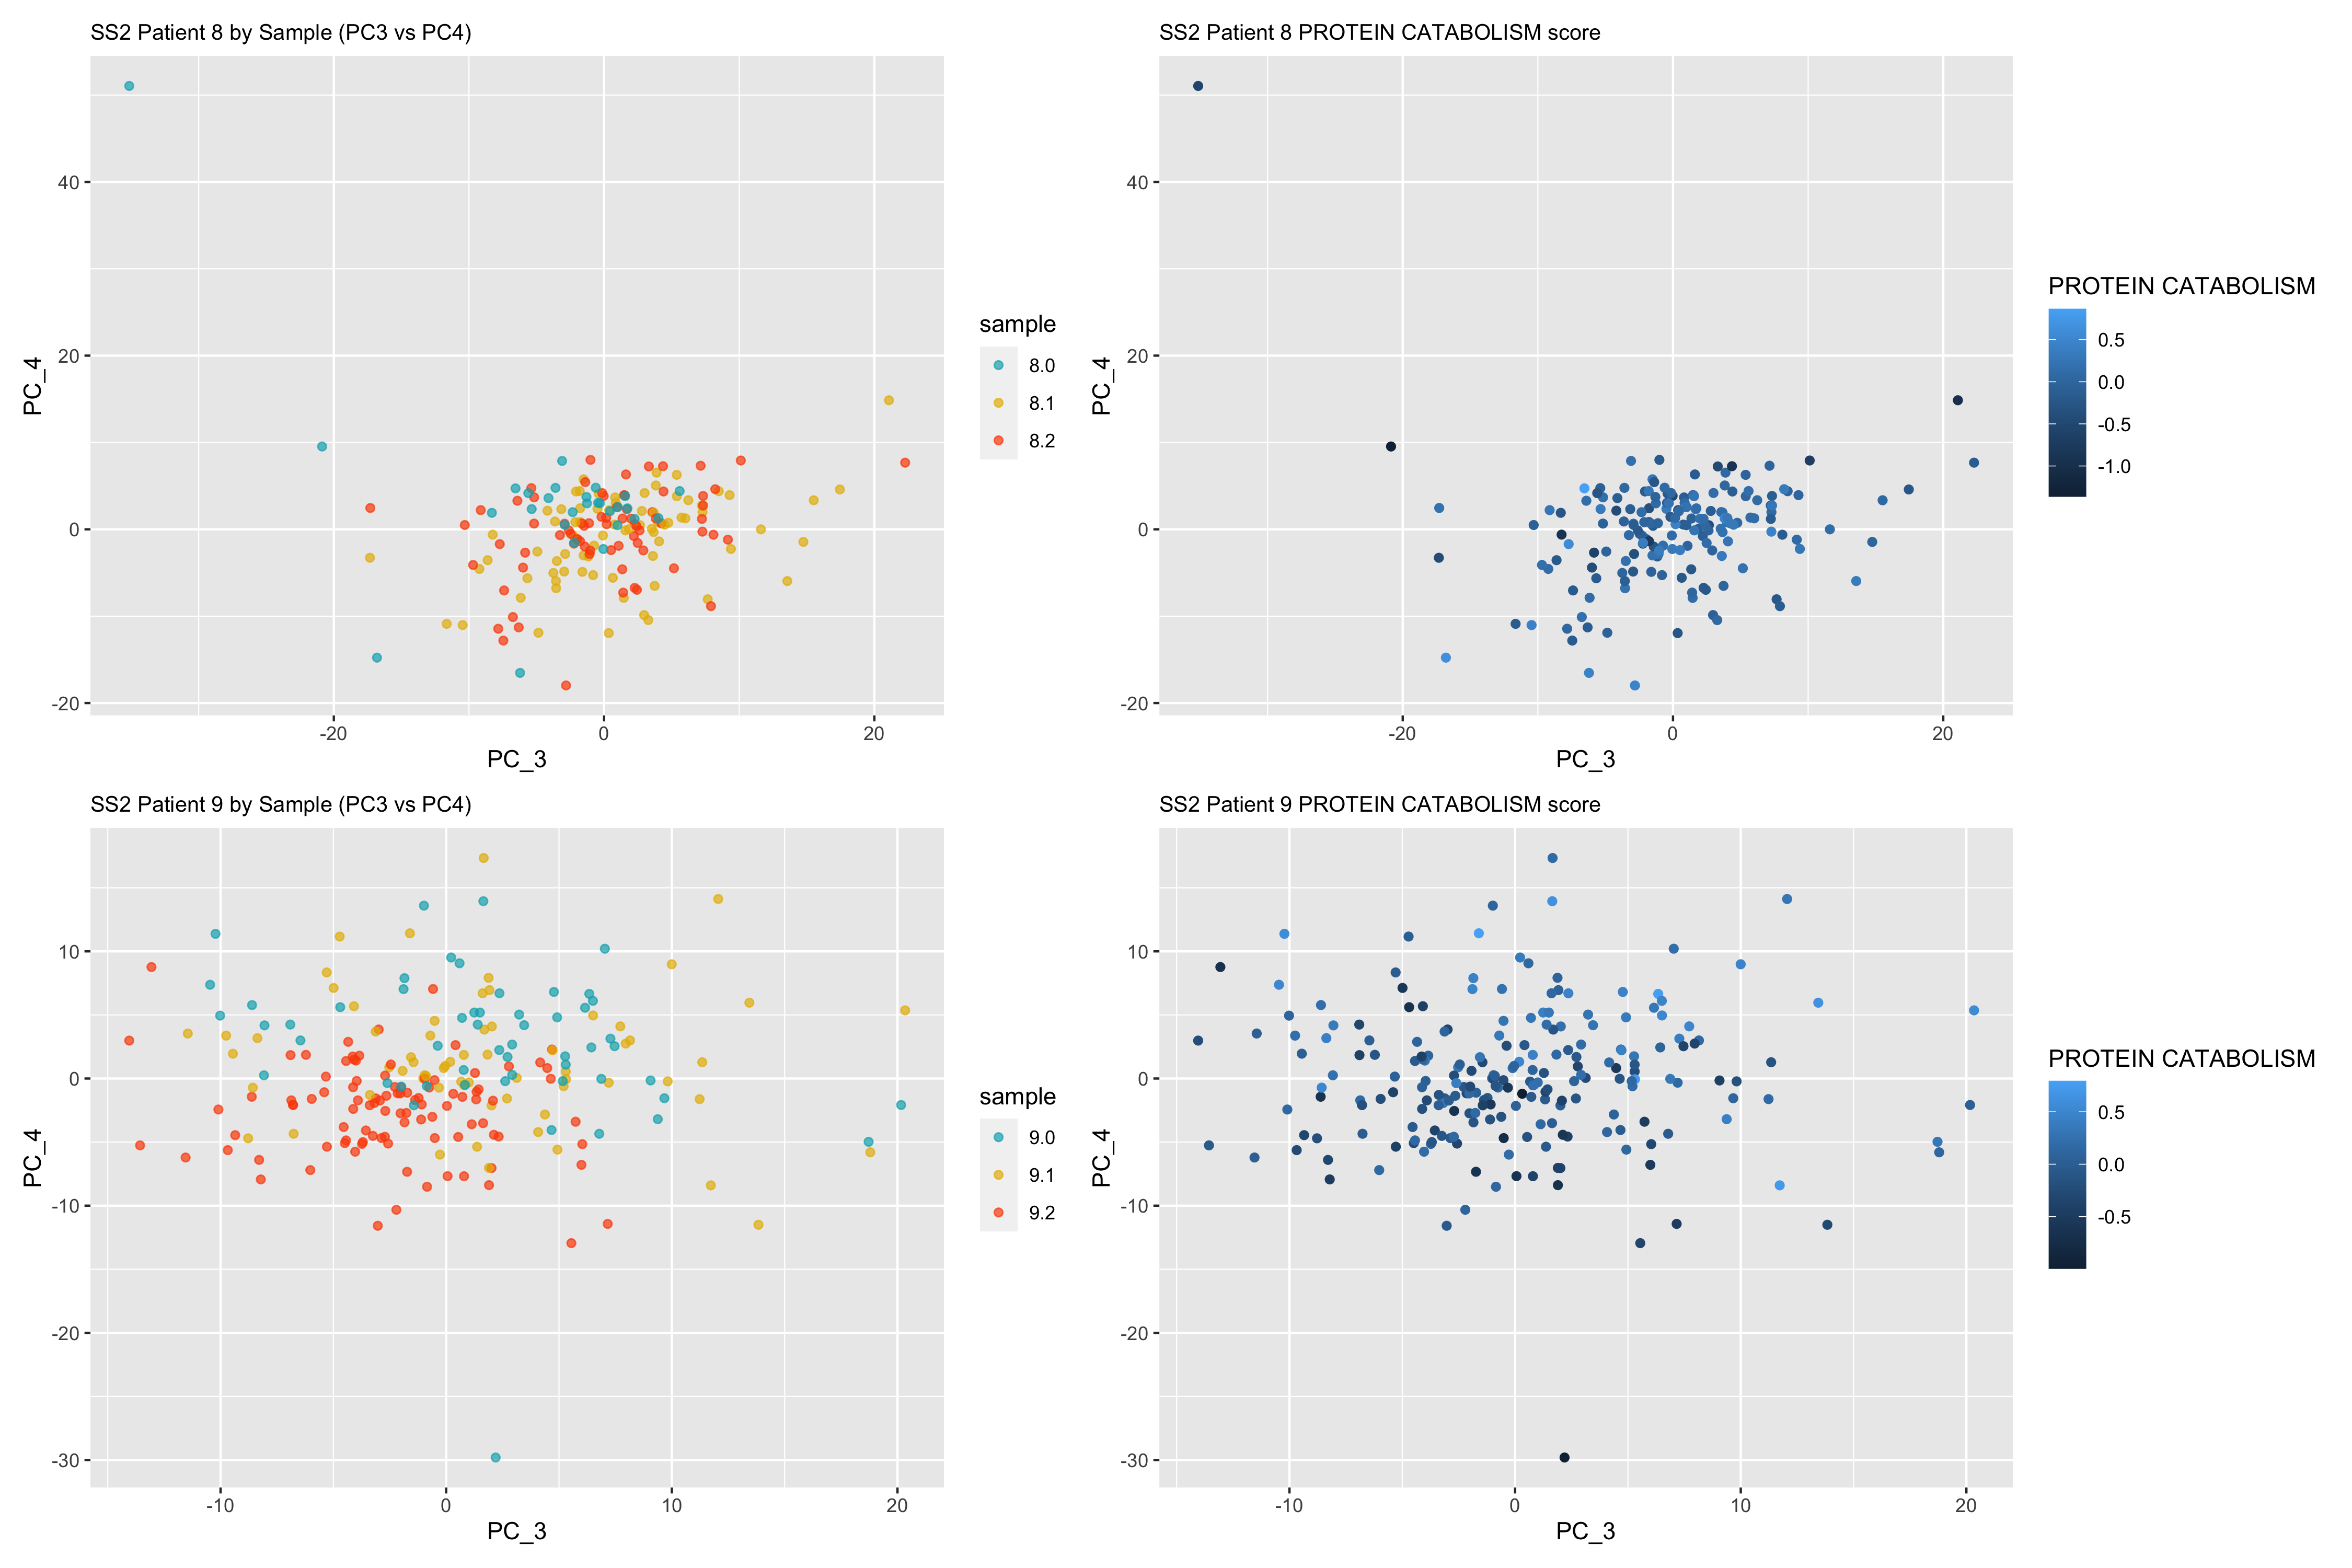 SS2 Patient 8 by Sample (PC3 vs PC4)
PC_4
40
20
0
-20
-20
0
20
PC_3
sample
8.0
8.1
8.2
SS2 Patient 8 PROTEIN CATABOLISM score
PC_4
40
20
0
-20
-20
0
20
PC_3
PROTEIN CATABOLISM
0.5
0.0
-0.5
-1.0
SS2 Patient 9 by Sample (PC3 vs PC4)
PC_4
10
0
-10
-20
-30
-10
0
10
20
PC_3
sample
9.0
9.1
9.2
SS2 Patient 9 PROTEIN CATABOLISM score
PC_4
10
0
-10
-20
-30
-10
0
10
20
PC_3
PROTEIN CATABOLISM
0.5
0.0
-0.5